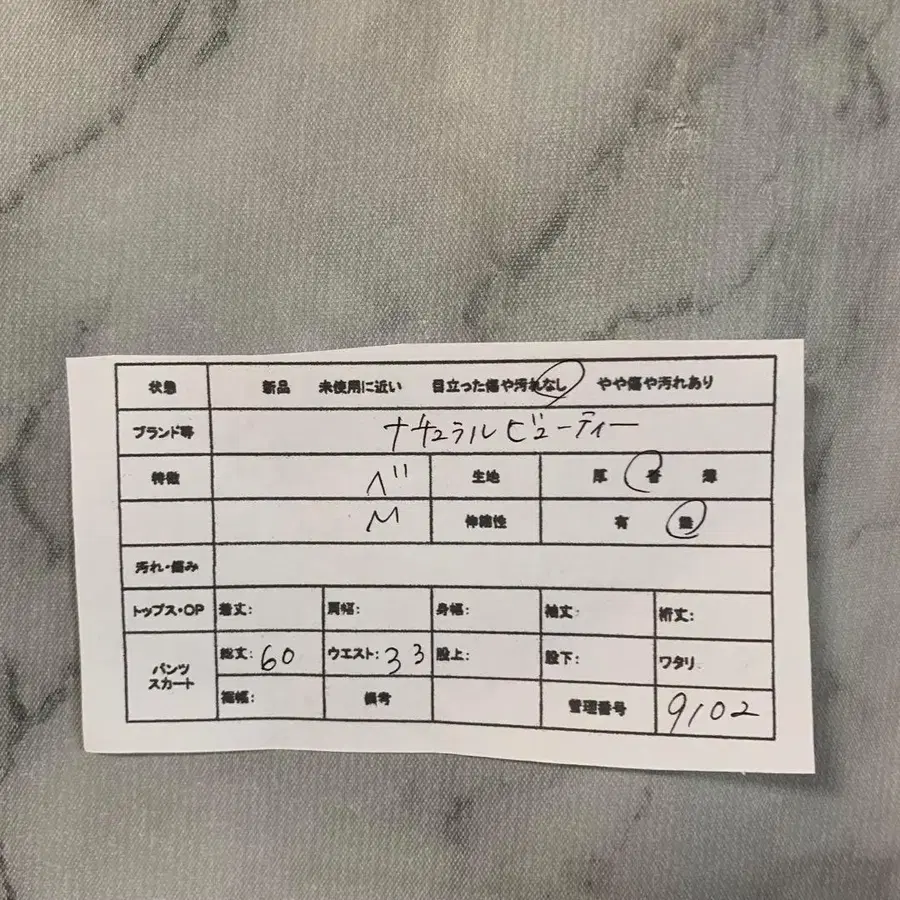 状態 新品 未使用に近い 目立った傷や汚れなし やや傷や汚れあり
ブランド等 ナチュラルビューティー
特徴 ベ 生地 厚 普 薄
M 伸縮性 有 無
汚れ・傷み
トップス・OP 着丈: 肩幅: 身幅: 袖丈: 裄丈:
パンツ スカート 総丈: 60 ウエスト: 33 股上: 股下: ワタリ:
裾幅: 備考 管理番号 9102